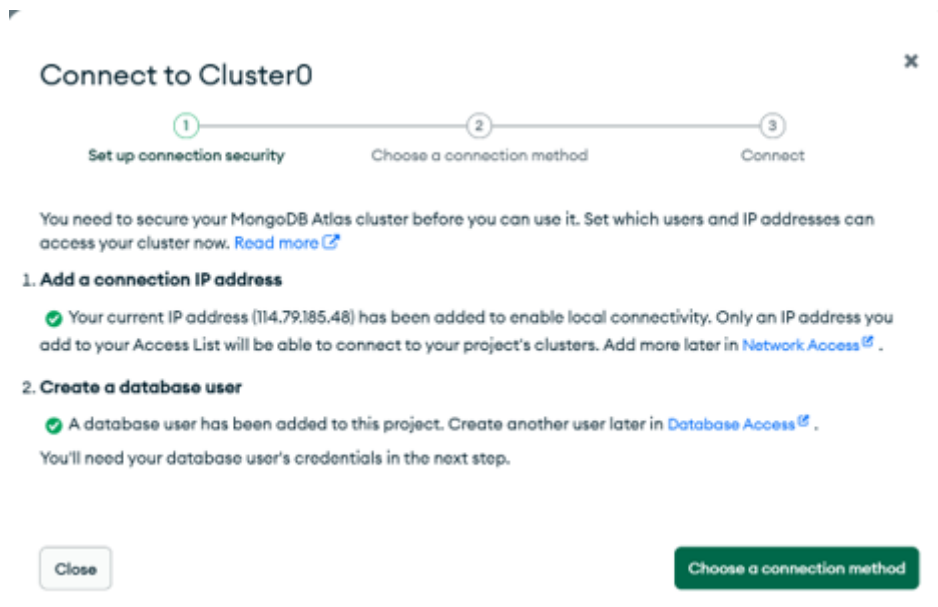 Connect to Cluster0
1
2
3
Set up connection security
Choose a connection method
Connect
You need to secure your MongoDB Atlas cluster before you can use it. Set which users and IP addresses can
access your cluster now. Read more
1. Add a connection IP address
Your current IP address (114.79.185.48) has been added to enable local connectivity. Only an IP address you
add to your Access List will be able to connect to your project's clusters. Add more later in Network Access .
2. Create a database user
A database user has been added to this project. Create another user later in Database Access .
You'll need your database user's credentials in the next step.
Close
Choose a connection method